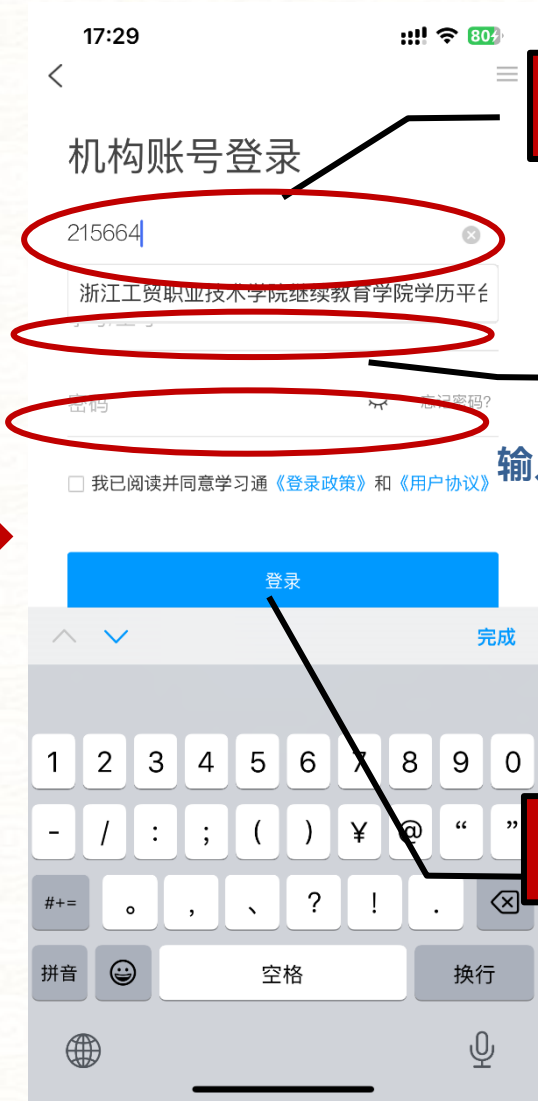 17:29
80
机构账号登录
215664
浙江工贸职业技术学院继续教育学院学历平台
密码
忘记密码?
我已阅读并同意学习通《登录政策》和《用户协议》
输
登录
完成
1 2 3 4 5 6 7 8 9 0
- / : ; ( ) ¥ @ “ ”
#+= 。 , 、 ? ! .
拼音 空格 换行